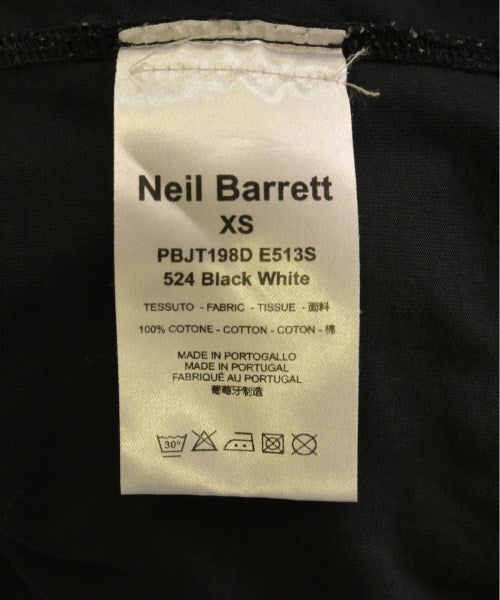 Neil Barrett
XS
PBJT198D E513S
524 Black White
TESSUTO - FABRIC - TISSUE - 面料
100% COTONE - COTTON - COTON - 棉
MADE IN PORTOGALLO
MADE IN PORTUGAL
FABRIQUÉ AU PORTUGAL
葡萄牙制造
30°